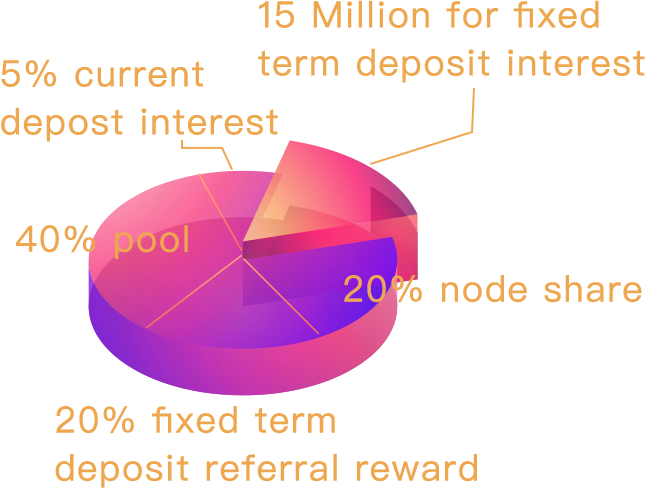 15 Million for fixed
term deposit interest
5% current
depost interest
40% pool
20% node share
20% fixed term
deposit referral reward